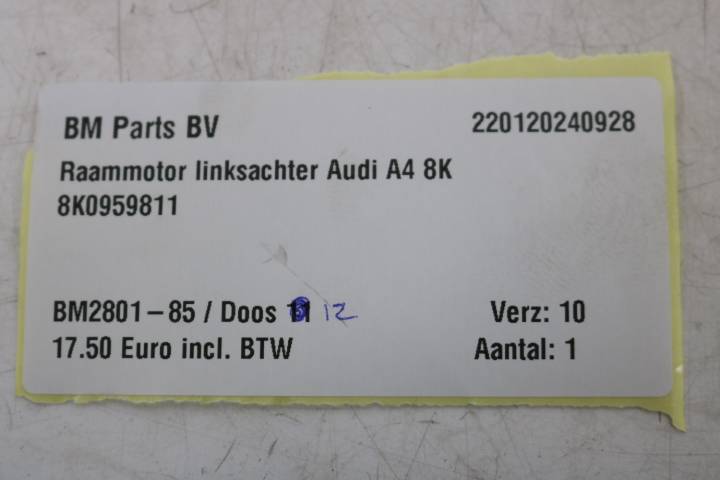 BM Parts BV 220120240928
Raammotor linksachter Audi A4 8K
8K0959811
BM2801-85 / Doos 11 12 Verz: 10
17.50 Euro incl. BTW Aantal: 1